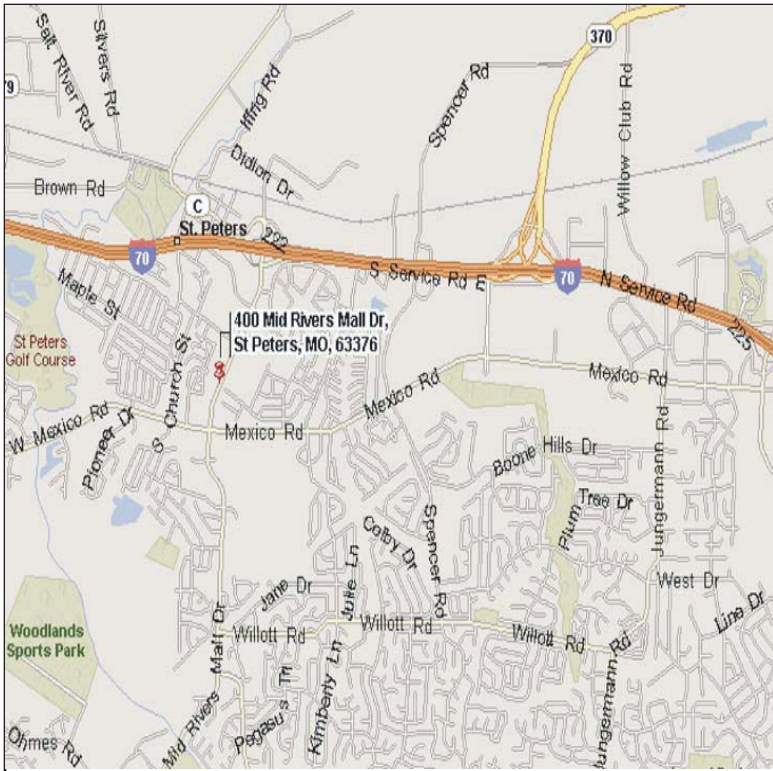 370
Salt River Rd
Silvers Rd
Iffrig Rd
Spencer Rd
Willow Club Rd
79
Didion Dr
Brown Rd
C
St. Peters
222
70
S Service Rd E
70
N Service Rd
225
Maple St
400 Mid Rivers Mall Dr,
St Peters, MO, 63376
St Peters
Golf Course
S Church St
Mexico Rd
Mexico Rd
W Mexico Rd
Pioneer Dr
Mexico Rd
Boone Hills Dr
Jungermann Rd
Plum Tree Dr
Spencer Rd
Colby Dr
Julie Ln
Jane Dr
West Dr
Line Dr
Woodlands
Sports Park
Willott Rd
Willott Rd
Willott Rd
Mid Rivers Mall Dr
Pegasus Trl
Kimberly Ln
Jungermann Rd
Ohmes Rd